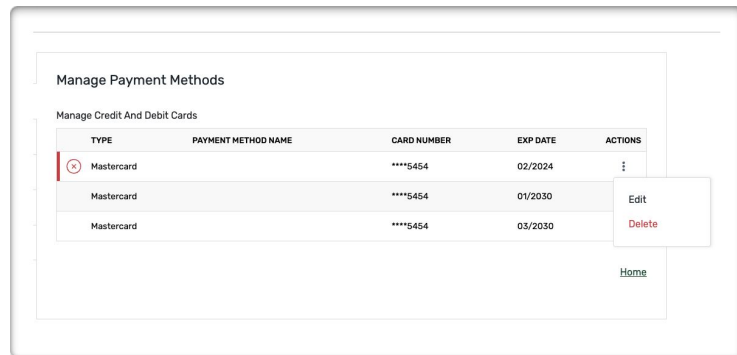 Manage Payment Methods
Manage Credit And Debit Cards
TYPE PAYMENT METHOD NAME CARD NUMBER EXP DATE ACTIONS
Mastercard ****5454 02/2024
Mastercard ****5454 01/2030
Edit
Mastercard ****5454 03/2030
Delete
Home